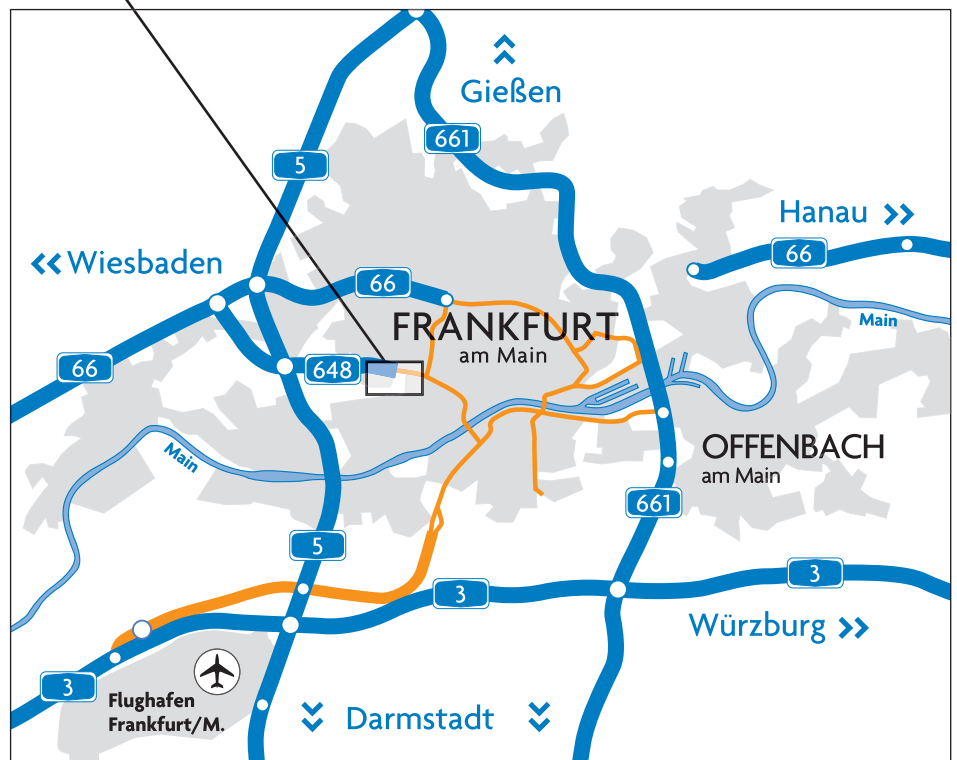 Gießen
661
5
Hanau
66
Wiesbaden
66
FRANKFURT
am Main
Main
66
648
OFFENBACH
am Main
Main
661
5
3
3
Würzburg
3
Flughafen
Frankfurt/M.
Darmstadt